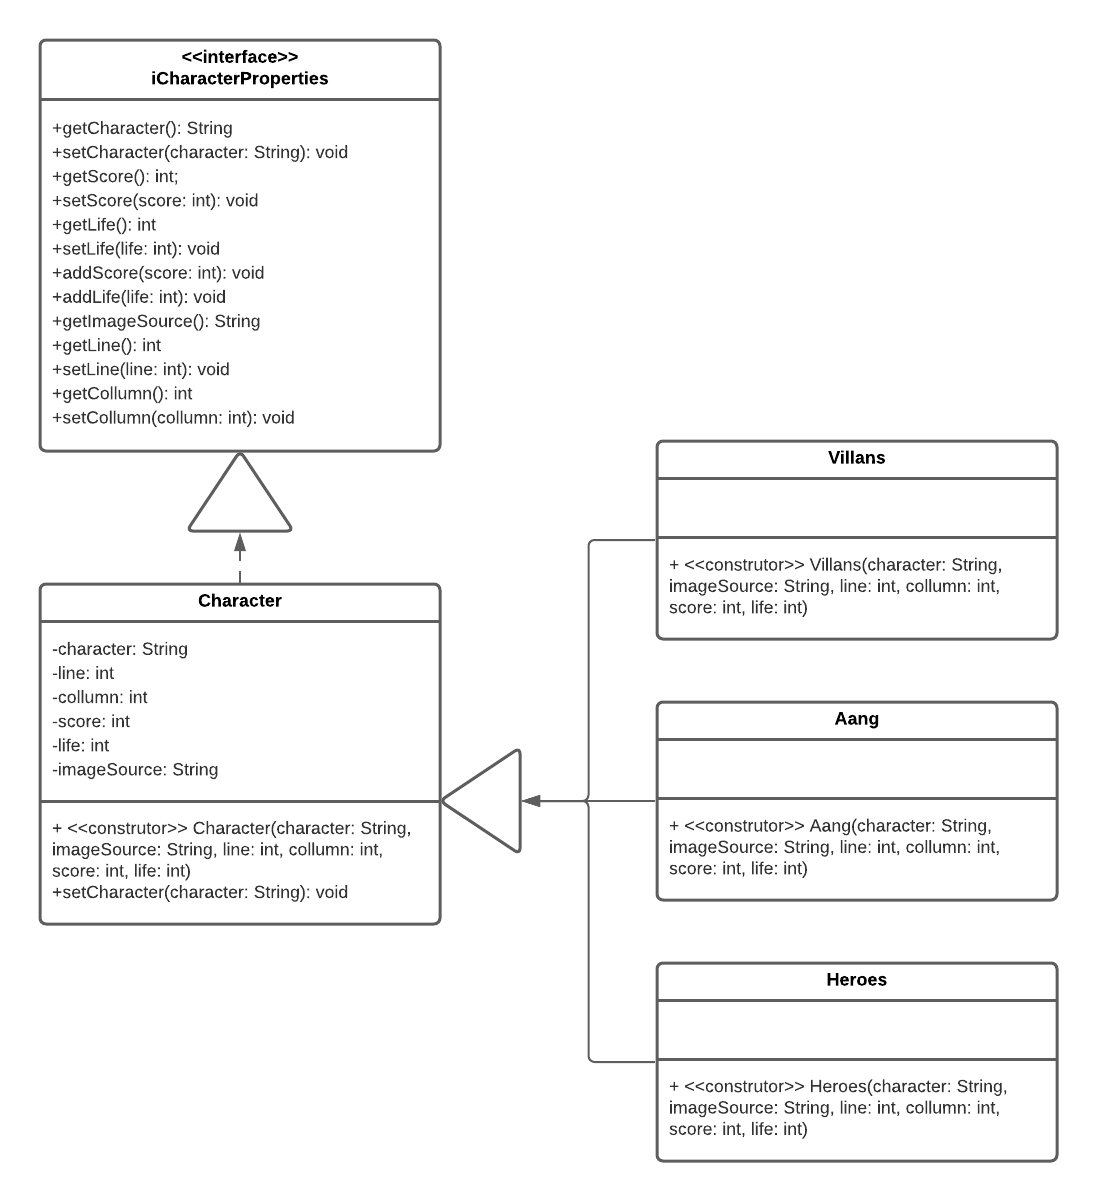 <<interface>>
iCharacterProperties
+getCharacter(): String
+setCharacter(character: String): void
+getScore(): int;
+setScore(score: int): void
+getLife(): int
+setLife(life: int): void
+addScore(score: int): void
+addLife(life: int): void
+getImageSource(): String
+getLine(): int
+setLine(line: int): void
+getCollumn(): int
+setCollumn(collumn: int): void
Character
-character: String
-line: int
-collumn: int
-score: int
-life: int
-imageSource: String
+ <<construtor>> Character(character: String,
imageSource: String, line: int, collumn: int,
score: int, life: int)
+setCharacter(character: String): void
Villans
+ <<construtor>> Villans(character: String,
imageSource: String, line: int, collumn: int,
score: int, life: int)
Aang
+ <<construtor>> Aang(character: String,
imageSource: String, line: int, collumn: int,
score: int, life: int)
Heroes
+ <<construtor>> Heroes(character: String,
imageSource: String, line: int, collumn: int,
score: int, life: int)